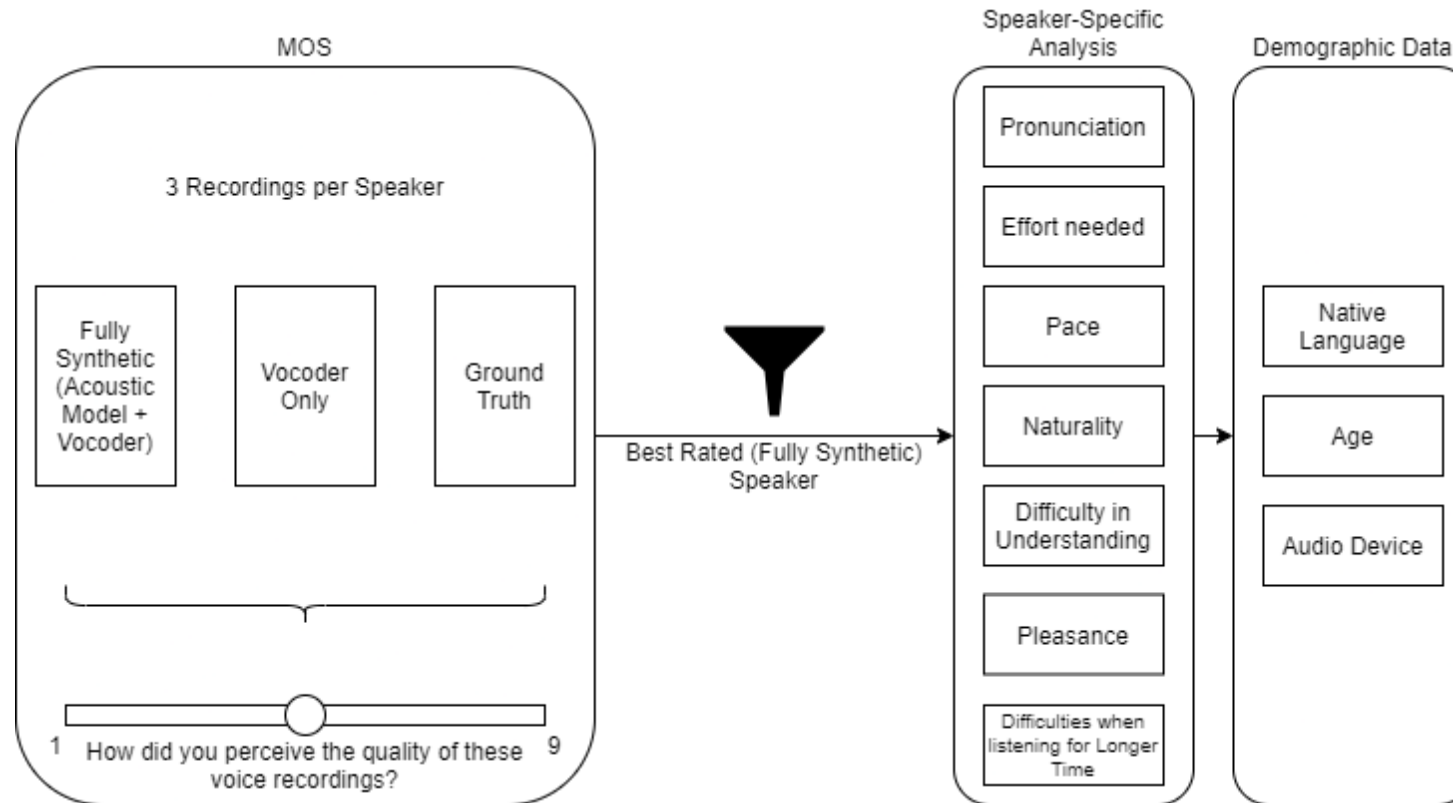 MOS
3 Recordings per Speaker
Fully
Synthetic
(Acoustic
Model +
Vocoder)
Vocoder
Only
Ground
Truth
1
9
How did you perceive the quality of these
voice recordings?
Best Rated (Fully Synthetic)
Speaker
Speaker-Specific
Analysis
Pronunciation
Effort needed
Pace
Naturality
Difficulty in
Understanding
Pleasance
Difficulties when
listening for Longer
Time
Demographic Data
Native
Language
Age
Audio Device